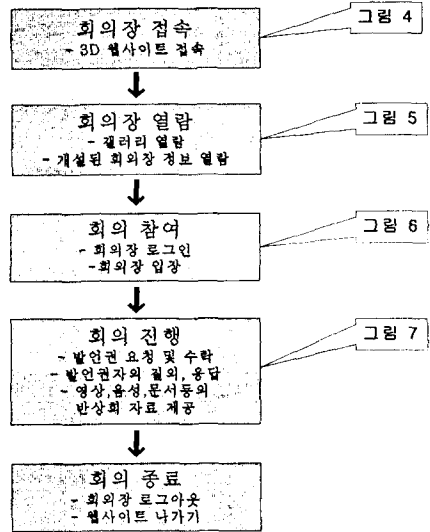 회의장 접속
- 3D 웹사이트 접속
그림 4
회의장 열람
- 갤러리 열람
- 개설된 회의장 정보 열람
그림 5
회의 참여
- 회의장 로그인
-회의장 입장
그림 6
회의 진행
- 발언권 요청 및 수락
- 발언권자의 질의, 응답
- 영상,음성,문서등의
반상회 자료 제공
그림 7
회의 종료
- 회의장 로그아웃
- 웹사이트 나가기